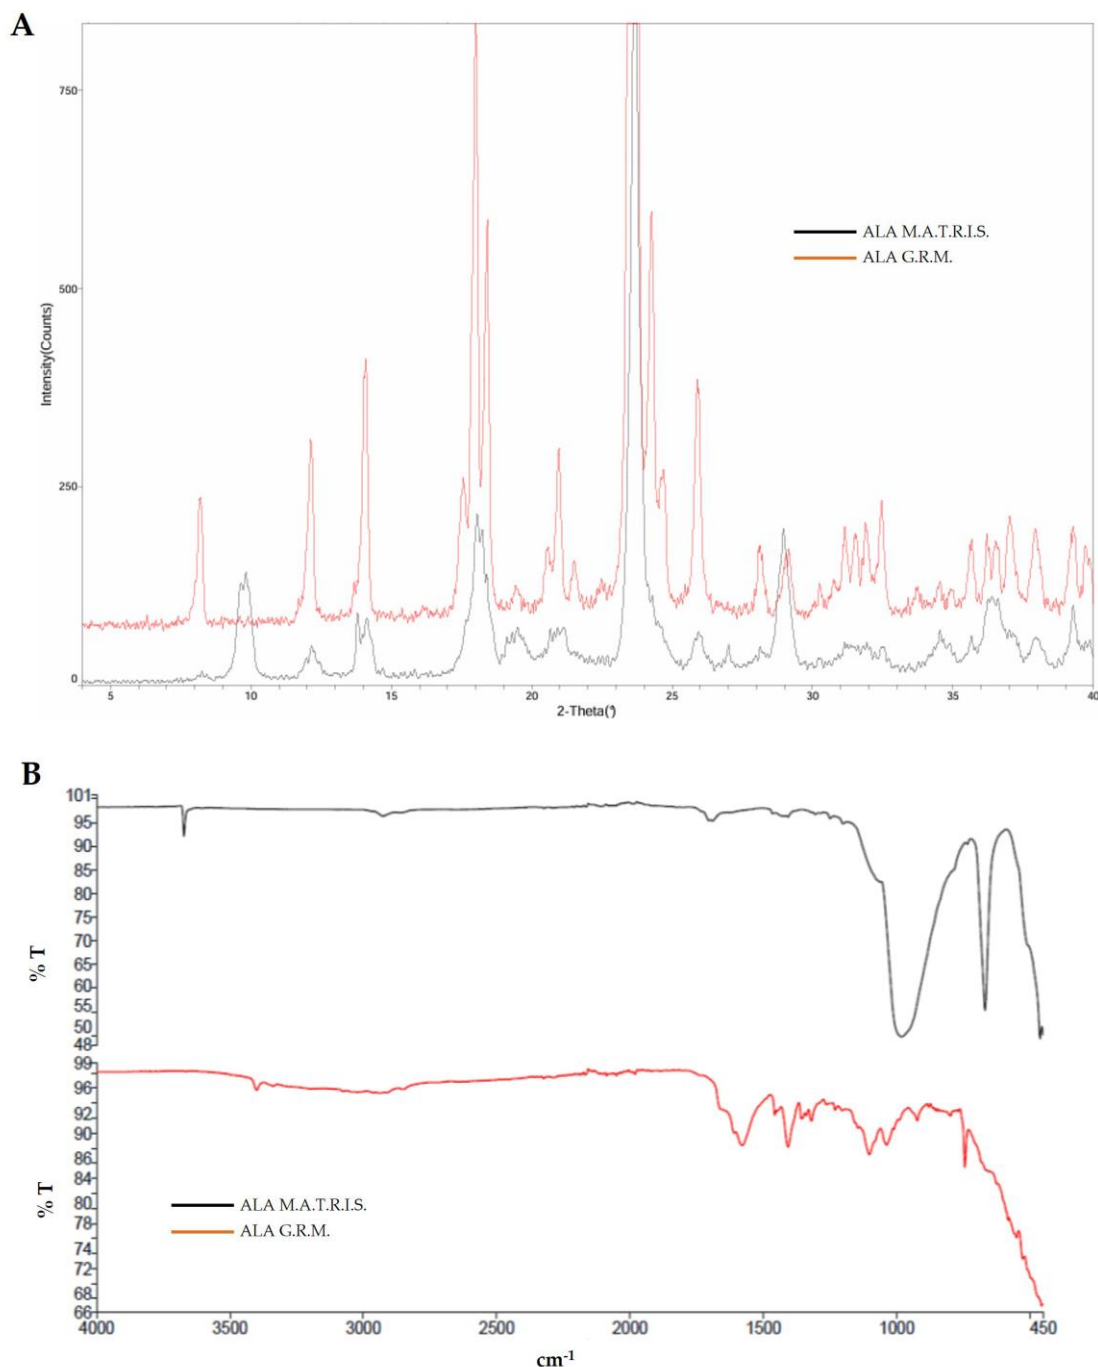 A
750
500
250
0
Intensity(Counts)
ALA M.A.T.R.I.S.
ALA G.R.M.
5 10 15 20 25 30 35 40
2-Theta(°)
B
101
95
90
85
80
75
70
65
60
55
50
48
% T
99
96
92
90
86
84
80
78
74
72
68
66
% T
ALA M.A.T.R.I.S.
ALA G.R.M.
4000 3500 3000 2500 2000 1500 1000 450
cm-1